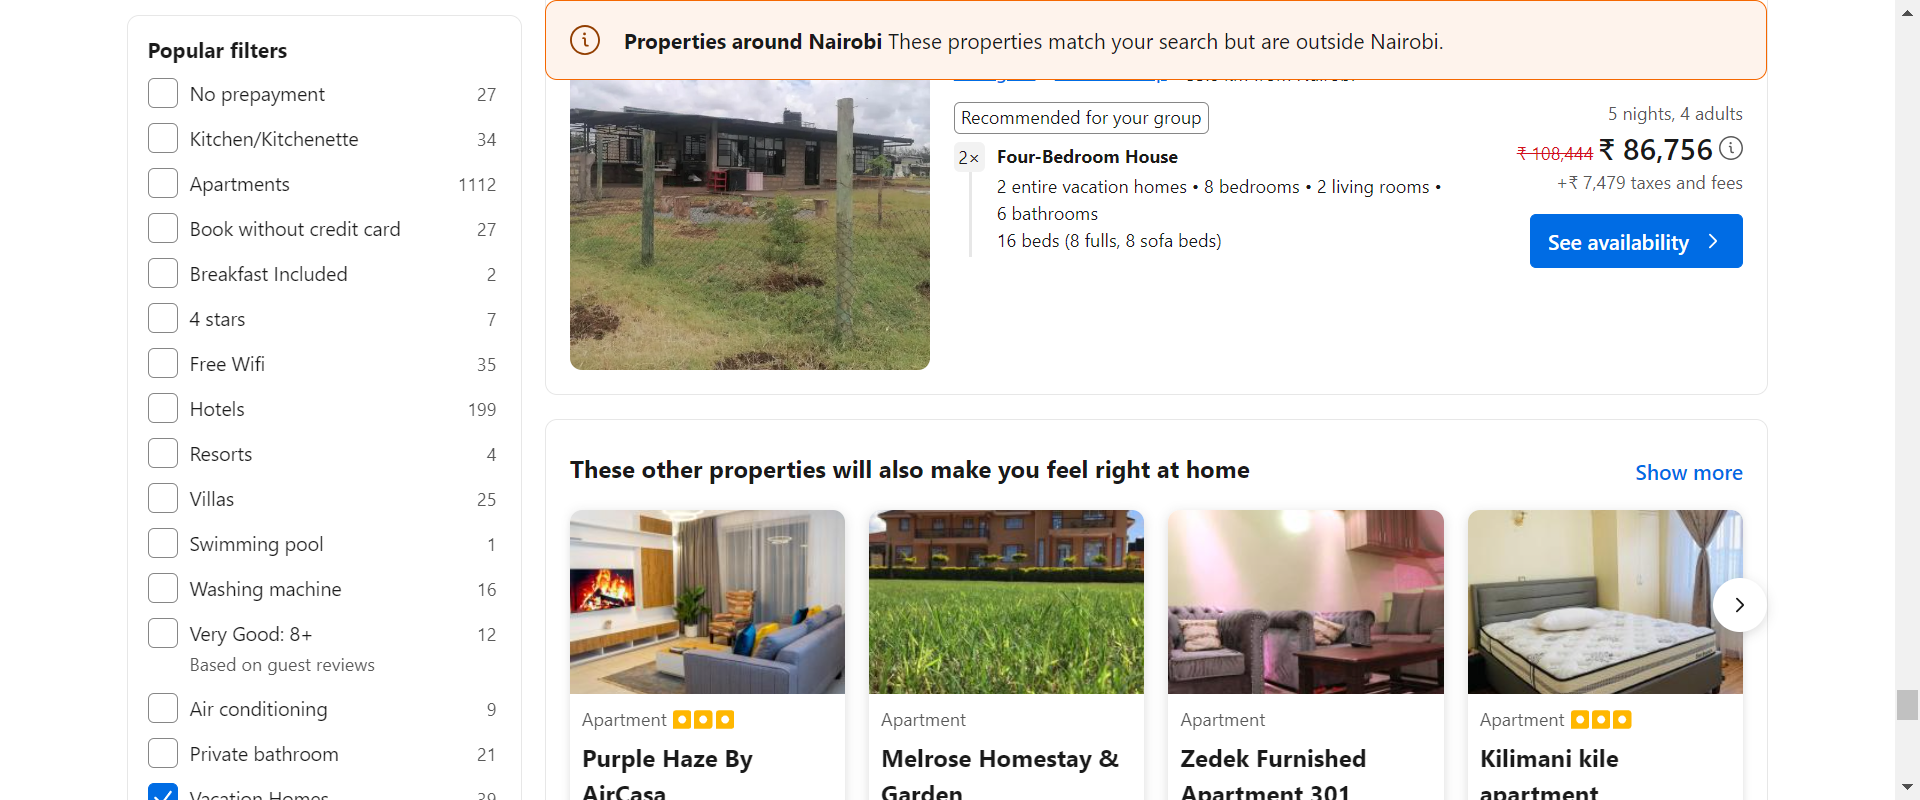 Popular filters
No prepayment 27
Kitchen/Kitchenette 34
Apartments 1112
Book without credit card 27
Breakfast Included 2
4 stars 7
Free Wifi 35
Hotels 199
Resorts 4
Villas 25
Swimming pool 1
Washing machine 16
Very Good: 8+ 12
Based on guest reviews
Air conditioning 9
Private bathroom 21
Vacation Homes 39
Properties around Nairobi These properties match your search but are outside Nairobi.
Recommended for your group
2× Four-Bedroom House
2 entire vacation homes • 8 bedrooms • 2 living rooms •
6 bathrooms
16 beds (8 fulls, 8 sofa beds)
5 nights, 4 adults
₹ 108,444 ₹ 86,756
+₹ 7,479 taxes and fees
See availability
These other properties will also make you feel right at home
Show more
Apartment
Purple Haze By
AirCasa
Apartment
Melrose Homestay &
Garden
Apartment
Zedek Furnished
Apartment 301
Apartment
Kilimani kile
apartment